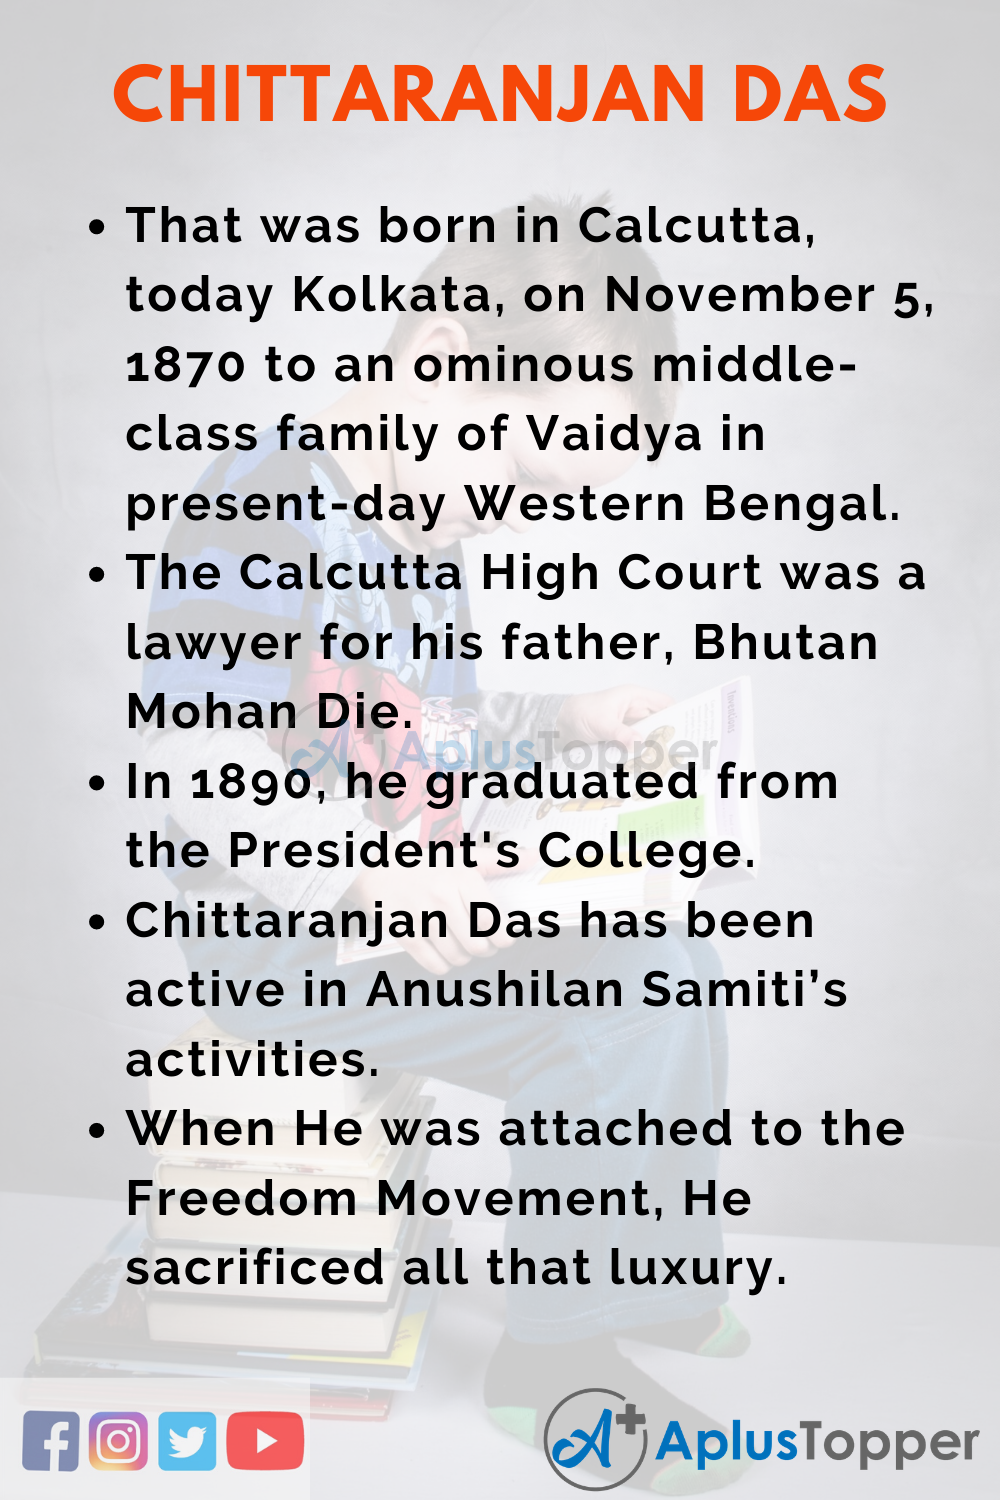 CHITTARANJAN DAS
• That was born in Calcutta,
today Kolkata, on November 5,
1870 to an ominous middle-
class family of Vaidya in
present-day Western Bengal.
• The Calcutta High Court was a
lawyer for his father, Bhutan
Mohan Die.
AplusTopper
• In 1890, he graduated from
the President's College.
• Chittaranjan Das has been
active in Anushilan Samiti’s
activities.
• When He was attached to the
Freedom Movement, He
sacrificed all that luxury.
AplusTopper